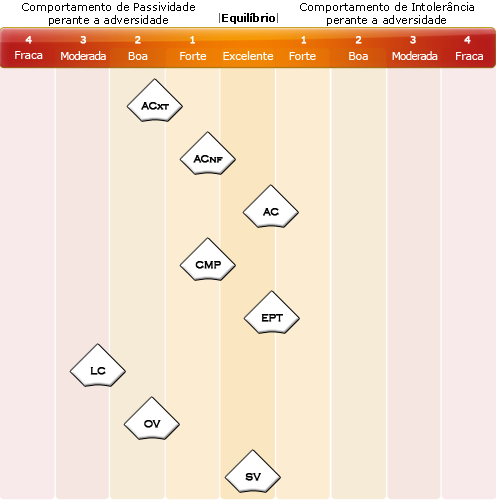 Comportamento de Passividade
perante a adversidade
|Equilíbrio|
Comportamento de Intolerância
perante a adversidade
4 3 2 1 1 2 3 4
Fraca Moderada Boa Forte Excelente Forte Boa Moderada Fraca
ACXT
ACNF
AC
CMP
EPT
LC
OV
SV